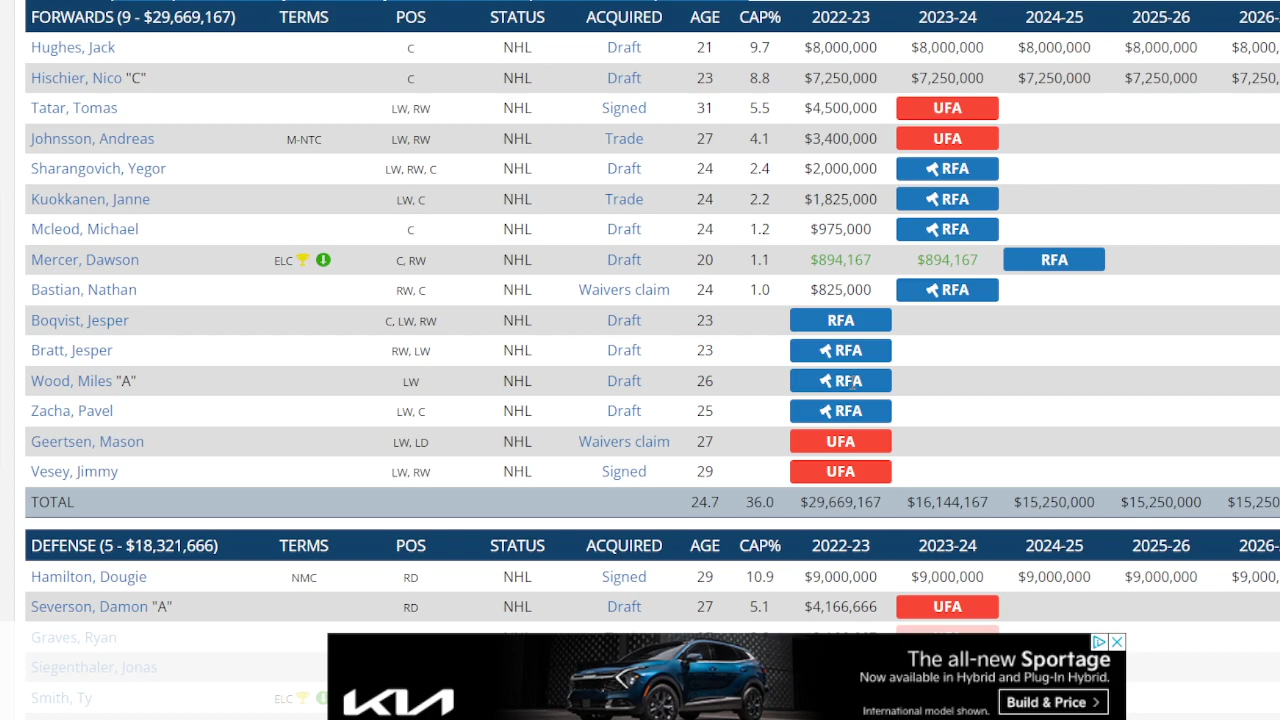 FORWARDS (9 - $29,669,167) TERMS POS STATUS ACQUIRED AGE CAP% 2022-23 2023-24 2024-25 2025-26 2026-
Hughes, Jack C NHL Draft 21 9.7 $8,000,000 $8,000,000 $8,000,000 $8,000,000 $8,000,
Hischier, Nico "C" C NHL Draft 23 8.8 $7,250,000 $7,250,000 $7,250,000 $7,250,000 $7,250,
Tatar, Tomas LW, RW NHL Signed 31 5.5 $4,500,000 UFA
Johnsson, Andreas M-NTC LW, RW NHL Trade 27 4.1 $3,400,000 UFA
Sharangovich, Yegor LW, RW, C NHL Draft 24 2.4 $2,000,000 RFA
Kuokkanen, Janne LW, C NHL Trade 24 2.2 $1,825,000 RFA
Mcleod, Michael C NHL Draft 24 1.2 $975,000 RFA
Mercer, Dawson ELC C, RW NHL Draft 20 1.1 $894,167 $894,167 RFA
Bastian, Nathan RW, C NHL Waivers claim 24 1.0 $825,000 RFA
Boqvist, Jesper C, LW, RW NHL Draft 23 RFA
Bratt, Jesper RW, LW NHL Draft 23 RFA
Wood, Miles "A" LW NHL Draft 26 RFA
Zacha, Pavel LW, C NHL Draft 25 RFA
Geertsen, Mason LW, LD NHL Waivers claim 27 UFA
Vesey, Jimmy LW, RW NHL Signed 29 UFA
TOTAL 24.7 36.0 $29,669,167 $16,144,167 $15,250,000 $15,250,000 $15,250
DEFENSE (5 - $18,321,666) TERMS POS STATUS ACQUIRED AGE CAP% 2022-23 2023-24 2024-25 2025-26 2026-
Hamilton, Dougie NMC RD NHL Signed 29 10.9 $9,000,000 $9,000,000 $9,000,000 $9,000,000 $9,000,
Severson, Damon "A" RD NHL Draft 27 5.1 $4,166,666 UFA
Graves, Ryan
Siegenthaler, Jonas
Smith, Ty ELC
KIA
The all-new Sportage
Now available in Hybrid and Plug-In Hybrid.
International model shown. Build & Price >